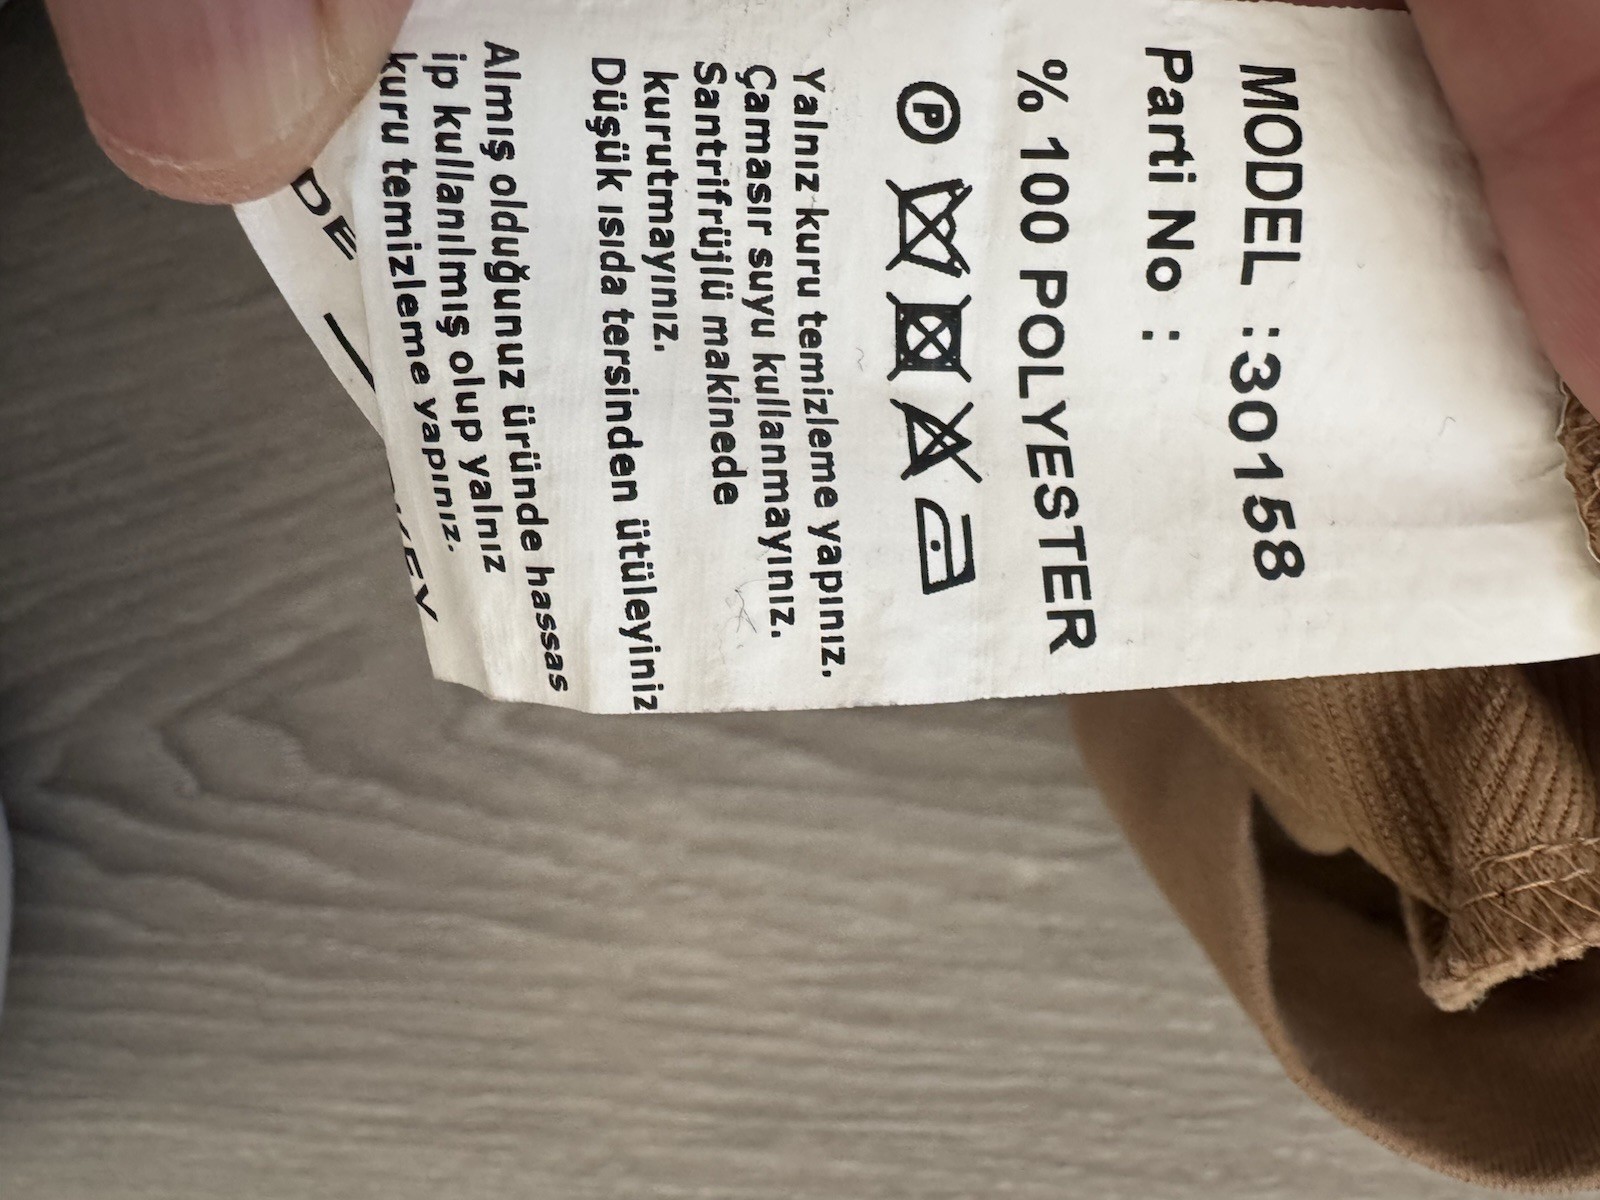 MODEL :30158
Parti No :
% 100 POLYESTER
P
Yalnız kuru temizleme yapınız.
Çamaşır suyu kullanmayınız.
Santrifrüjlü makinede
kurutmayınız.
Düşük ısıda tersinden ütüleyiniz
Almış olduğunuz üründe hassas
ip kullanılmış olup yalnız
kuru temizleme yapınız.
DE